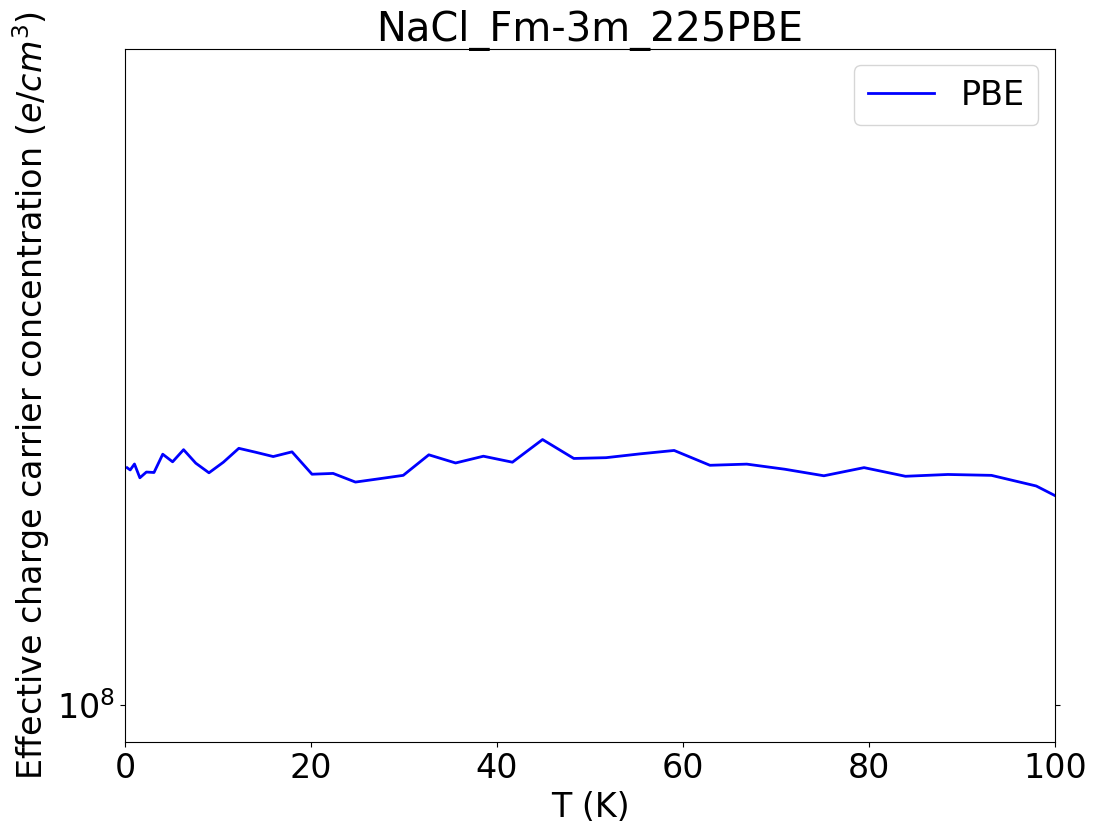 NaCl_Fm-3m_225PBE
PBE
Effective charge carrier concentration (e/cm³)
10⁸
0 20 40 60 80 100
T (K)